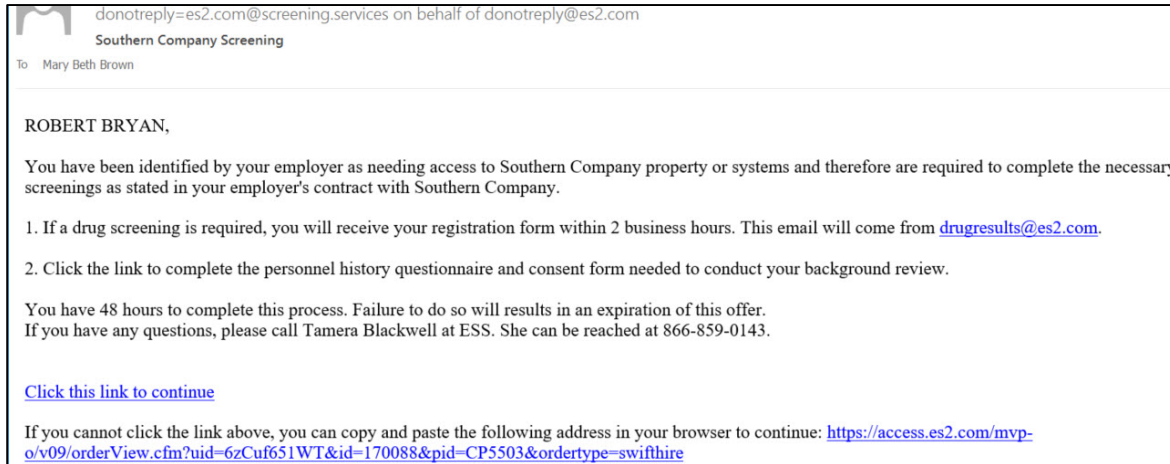 donotreply=es2.com@screening.services on behalf of donotreply@es2.com
Southern Company Screening
To Mary Beth Brown
ROBERT BRYAN,
You have been identified by your employer as needing access to Southern Company property or systems and therefore are required to complete the necessary
screenings as stated in your employer's contract with Southern Company.
1. If a drug screening is required, you will receive your registration form within 2 business hours. This email will come from drugresults@es2.com.
2. Click the link to complete the personnel history questionnaire and consent form needed to conduct your background review.
You have 48 hours to complete this process. Failure to do so will results in an expiration of this offer.
If you have any questions, please call Tamera Blackwell at ESS. She can be reached at 866-859-0143.
Click this link to continue
If you cannot click the link above, you can copy and paste the following address in your browser to continue: https://access.es2.com/mvp-
o/v09/orderView.cfm?uid=6zCuf651WT&id=170088&pid=CP5503&ordertype=swifthire